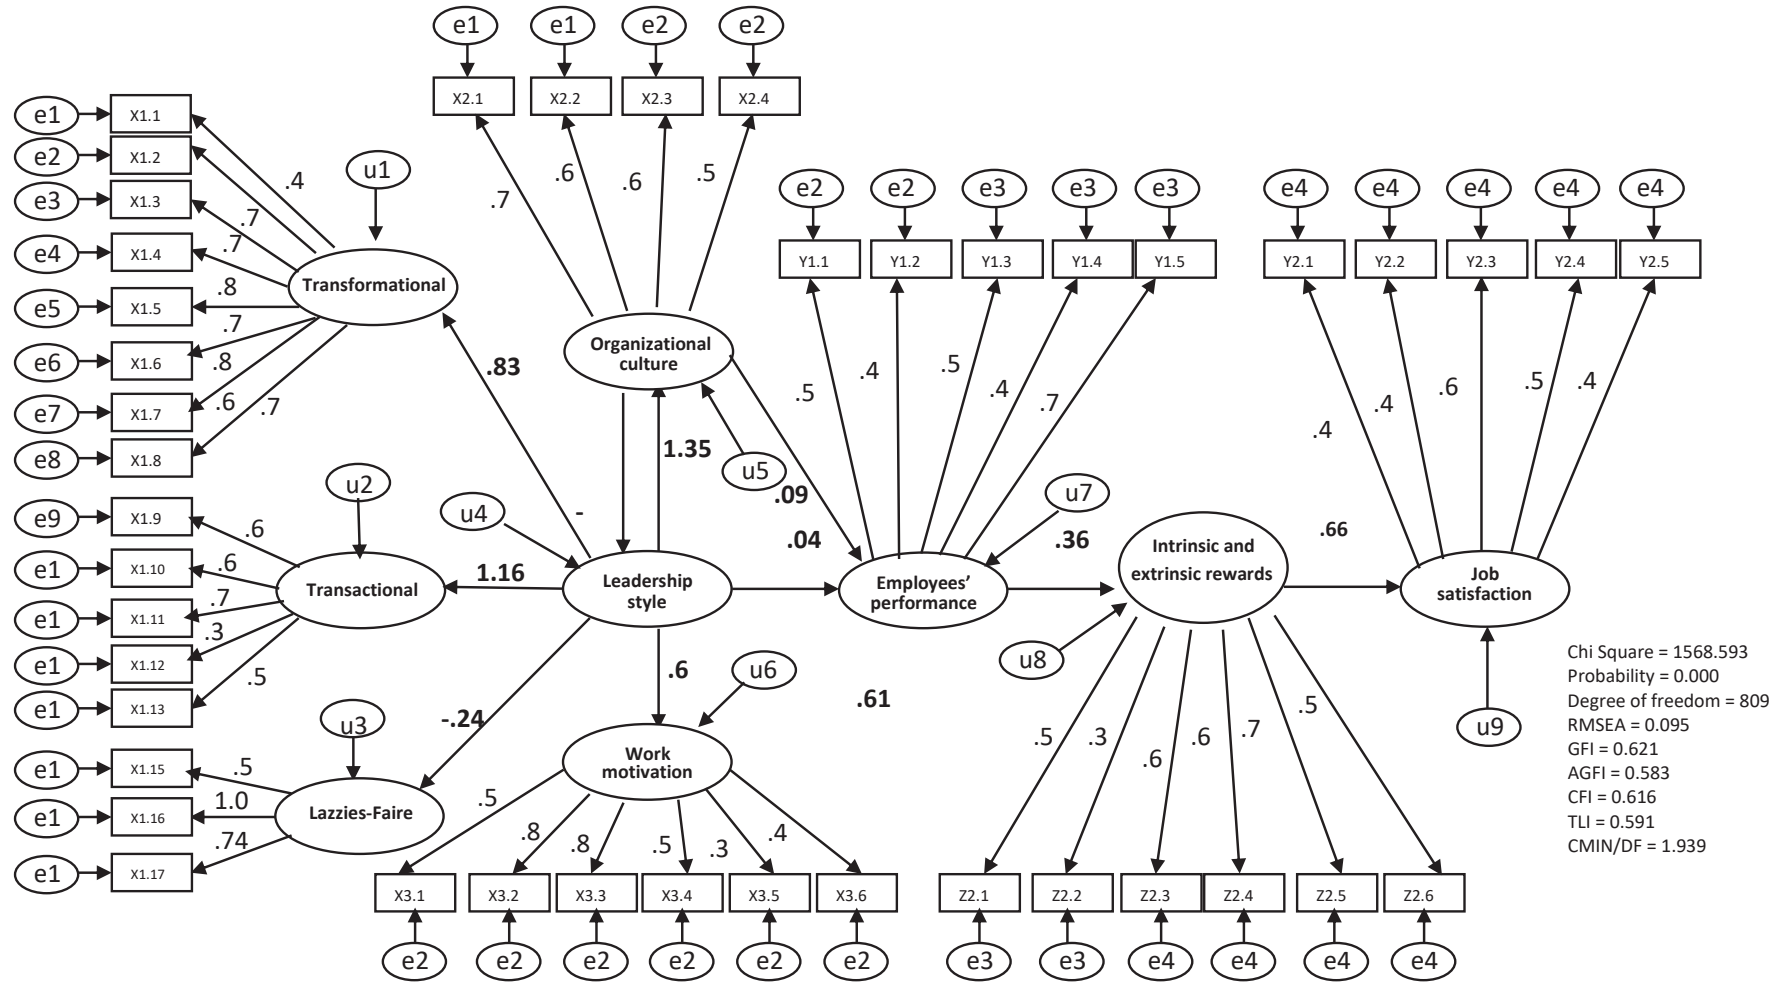 e1
e1
e2
e2
X2.1
X2.2
X2.3
X2.4
.7
.6
.6
.5
e1
X1.1
e2
X1.2
e3
X1.3
e4
X1.4
e5
X1.5
e6
X1.6
e7
X1.7
e8
X1.8
.4
.7
.7
.8
.7
.8
.6
.7
u1
Transformational
.83
Organizational
culture
1.35
u5
.09
.04
e2
e2
e3
e3
e3
Y1.1
Y1.2
Y1.3
Y1.4
Y1.5
.5
.4
.5
.4
.7
e4
e4
e4
e4
e4
Y2.1
Y2.2
Y2.3
Y2.4
Y2.5
.4
.4
.6
.5
.4
e9
X1.9
e1
X1.10
e1
X1.11
e1
X1.12
e1
X1.13
.6
.6
.7
.3
.5
u2
Transactional
1.16
u4
-
Leadership
style
u7
Employees’
performance
.36
Intrinsic and
extrinsic rewards
u8
.66
Job
satisfaction
u9
.6
u6
-.24
.61
u3
e1
X1.15
e1
X1.16
e1
X1.17
.5
1.0
.74
Lazzies-Faire
Work
motivation
.5
.8
.8
.5
.3
.4
X3.1
X3.2
X3.3
X3.4
X3.5
X3.6
e2
e2
e2
e2
e2
e2
.5
.3
.6
.6
.7
.5
Z2.1
Z2.2
Z2.3
Z2.4
Z2.5
Z2.6
e3
e3
e4
e4
e4
e4
Chi Square = 1568.593
Probability = 0.000
Degree of freedom = 809
RMSEA = 0.095
GFI = 0.621
AGFI = 0.583
CFI = 0.616
TLI = 0.591
CMIN/DF = 1.939